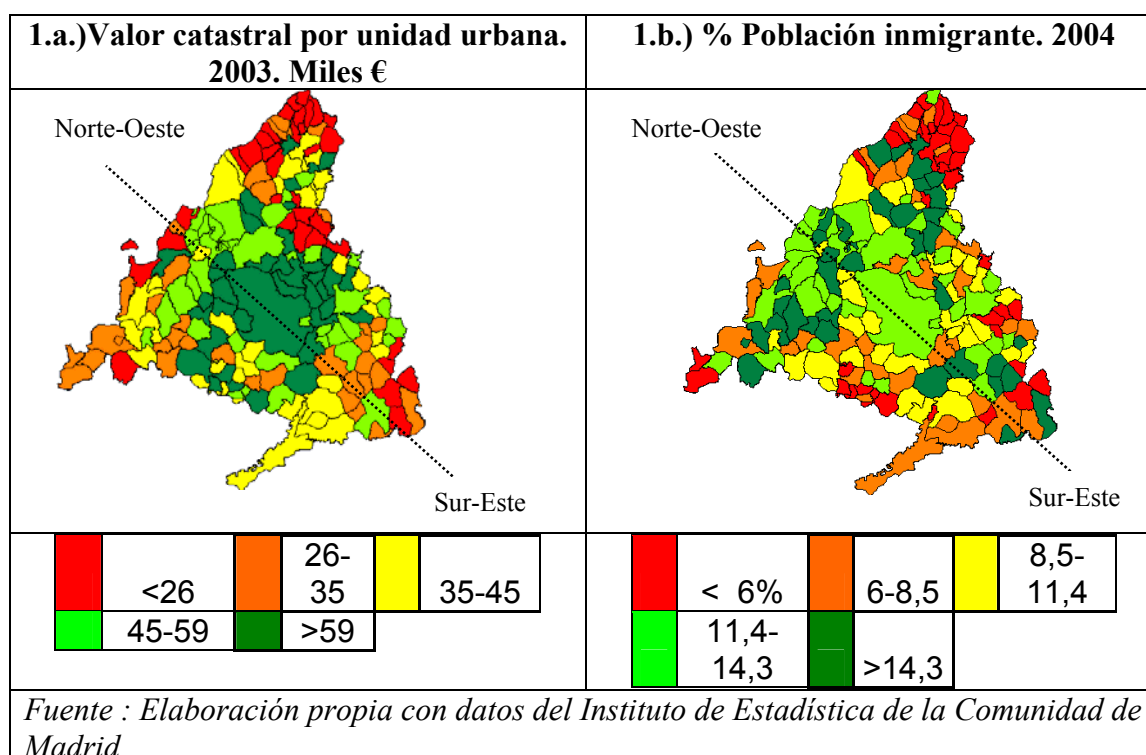 1.a.)Valor catastral por unidad urbana.
2003. Miles €
1.b.) % Población inmigrante. 2004
Norte-Oeste
Sur-Este
Norte-Oeste
Sur-Este
<26
26-
35
35-45
45-59
>59
< 6%
6-8,5
8,5-
11,4
11,4-
14,3
>14,3
Fuente : Elaboración propia con datos del Instituto de Estadística de la Comunidad de
Madrid